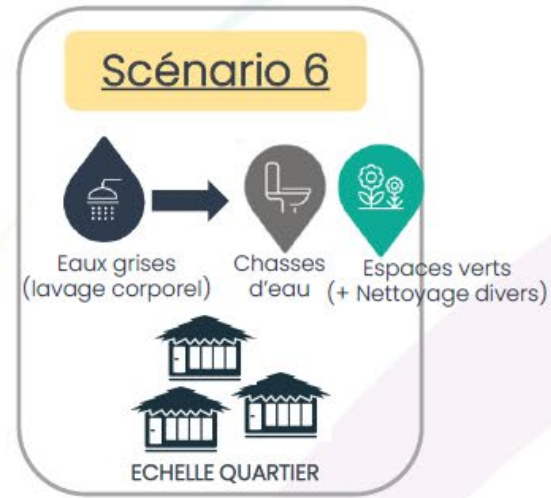 Scénario 6
Eaux grises
(lavage corporel)
Chasses
d'eau
Espaces verts
(+ Nettoyage divers)
ECHELLE QUARTIER